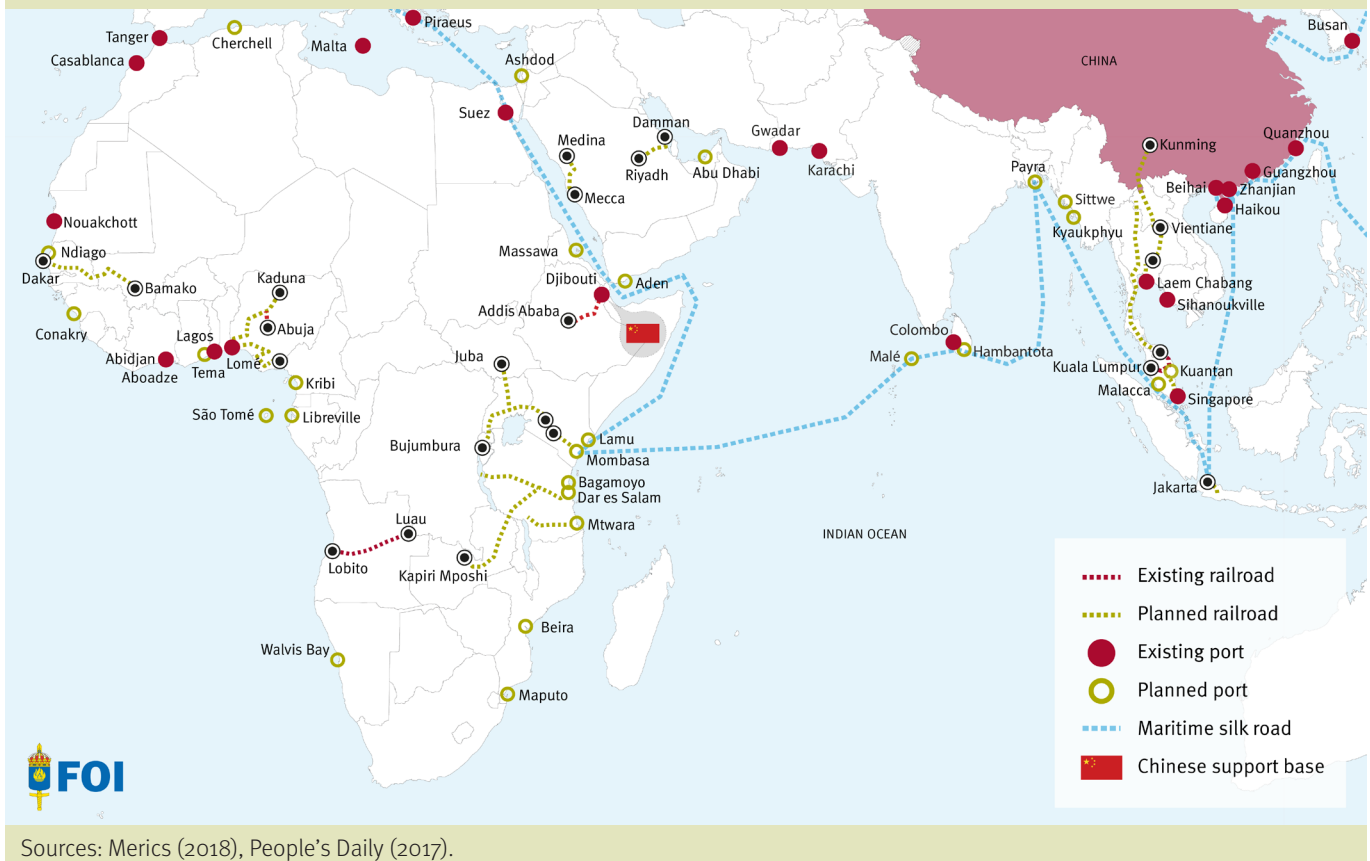 Piraeus
Busan
Tanger
Cherchell
Malta
Casablanca
Ashdod
CHINA
Suez
Damman
Medina
Gwadar
Quanzhou
Kunming
Riyadh
Abu Dhabi
Karachi
Payra
Guangzhou
Beihai
Zhanjian
Mecca
Sittwe
Haikou
Nouakchott
Kyaukphyu
Vientiane
Ndiago
Massawa
Dakar
Kaduna
Djibouti
Aden
Laem Chabang
Bamako
Sihanoukville
Addis Ababa
Conakry
Lagos
Abuja
Colombo
Abidjan
Lomé
Juba
Malé
Hambantota
Aboadze
Tema
Kuala Lumpur
Kuantan
Kribi
Malacca
Singapore
São Tomé
Libreville
Bujumbura
Lamu
Mombasa
Bagamoyo
Dar es Salam
Jakarta
Luau
Mtwara
INDIAN OCEAN
Lobito
Kapiri Mposhi
Beira
Walvis Bay
Maputo
Existing railroad
Planned railroad
Existing port
Planned port
Maritime silk road
Chinese support base
FOI
Sources: Merics (2018), People's Daily (2017).